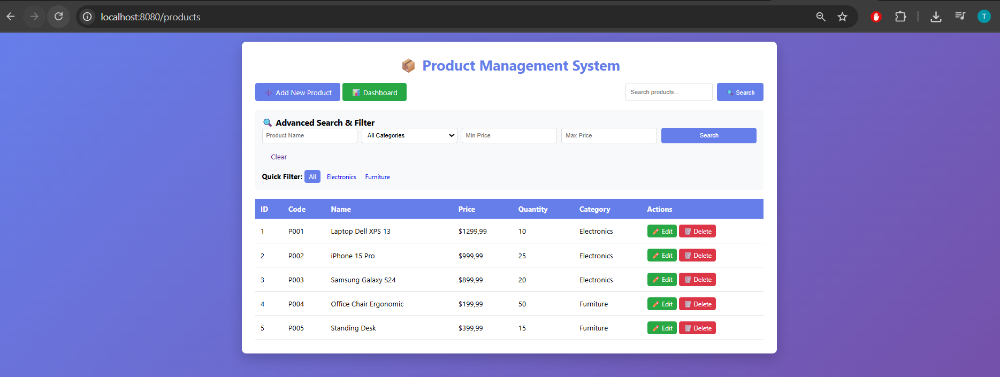 localhost:8080/products
T
📦 Product Management System
➕ Add New Product 📊 Dashboard Search products... 🔍 Search
🔍 Advanced Search & Filter
Product Name All Categories Min Price Max Price Search
Clear
Quick Filter: All Electronics Furniture
ID Code Name Price Quantity Category Actions
1 P001 Laptop Dell XPS 13 $1299,99 10 Electronics Edit Delete
2 P002 iPhone 15 Pro $999,99 25 Electronics Edit Delete
3 P003 Samsung Galaxy S24 $899,99 20 Electronics Edit Delete
4 P004 Office Chair Ergonomic $199,99 50 Furniture Edit Delete
5 P005 Standing Desk $399,99 15 Furniture Edit Delete